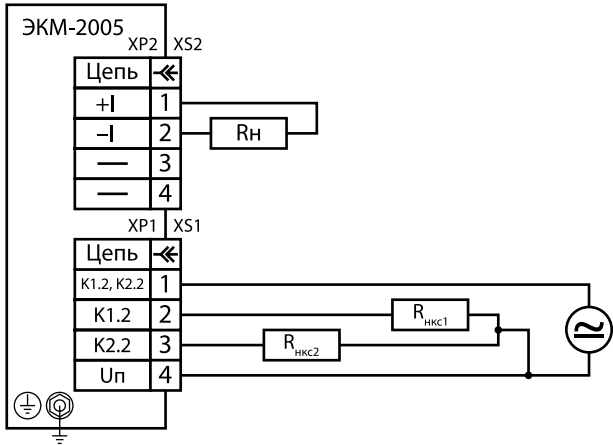 ЭКМ-2005
XP2 XS2
Цепь
+I 1
–I 2 Rн
— 3
— 4
XP1 XS1
Цепь
K1.2, K2.2 1
K1.2 2 Rнкс1
K2.2 3 Rнкс2
Uп 4